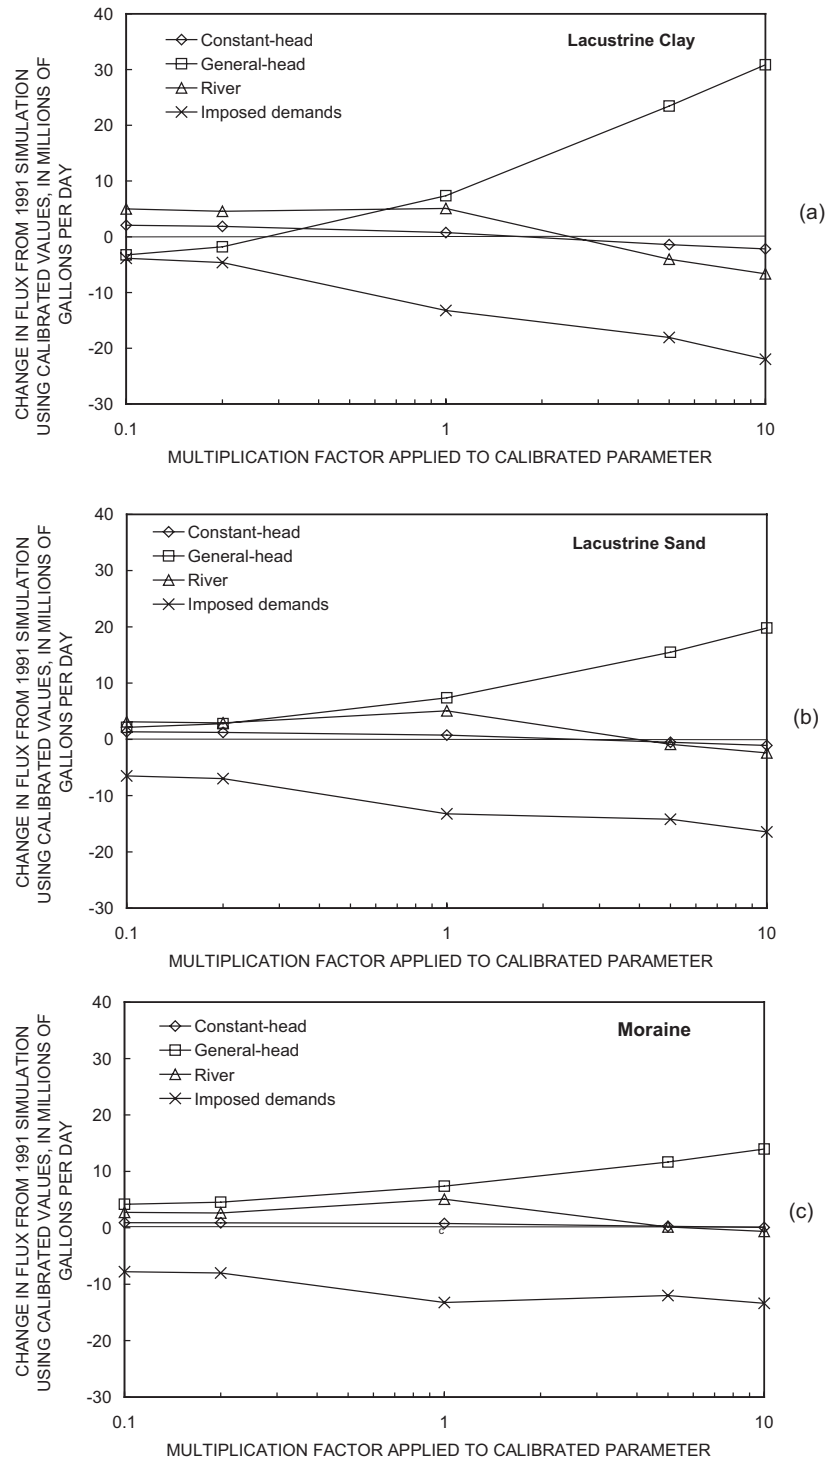 40
30
20
10
0
-10
-20
-30
0.1
1
10
CHANGE IN FLUX FROM 1991 SIMULATION
USING CALIBRATED VALUES, IN MILLIONS OF
GALLONS PER DAY
Constant-head
General-head
River
Imposed demands
Lacustrine Clay
(a)
MULTIPLICATION FACTOR APPLIED TO CALIBRATED PARAMETER
40
30
20
10
0
-10
-20
-30
0.1
1
10
CHANGE IN FLUX FROM 1991 SIMULATION
USING CALIBRATED VALUES, IN MILLIONS OF
GALLONS PER DAY
Constant-head
General-head
River
Imposed demands
Lacustrine Sand
(b)
MULTIPLICATION FACTOR APPLIED TO CALIBRATED PARAMETER
40
30
20
10
0
-10
-20
-30
0.1
1
10
CHANGE IN FLUX FROM 1991 SIMULATION
USING CALIBRATED VALUES, IN MILLIONS OF
GALLONS PER DAY
Constant-head
General-head
River
Imposed demands
Moraine
(c)
c
MULTIPLICATION FACTOR APPLIED TO CALIBRATED PARAMETER